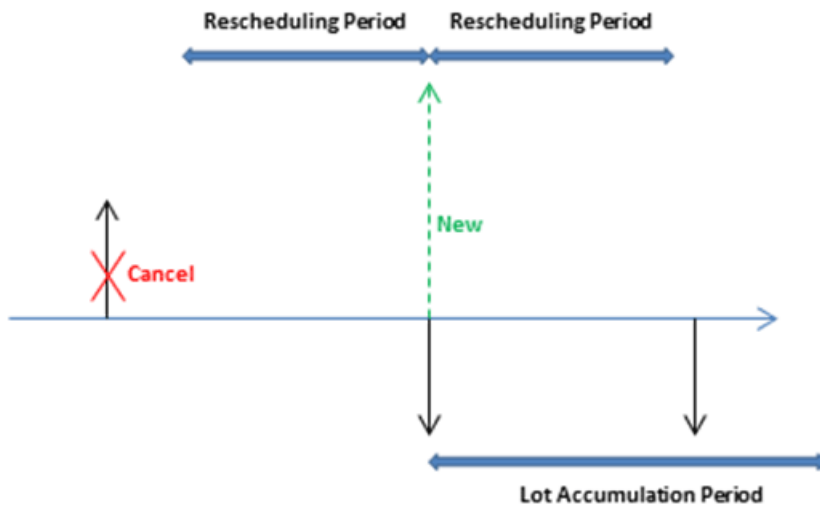 Rescheduling Period
Rescheduling Period
New
Cancel
Lot Accumulation Period